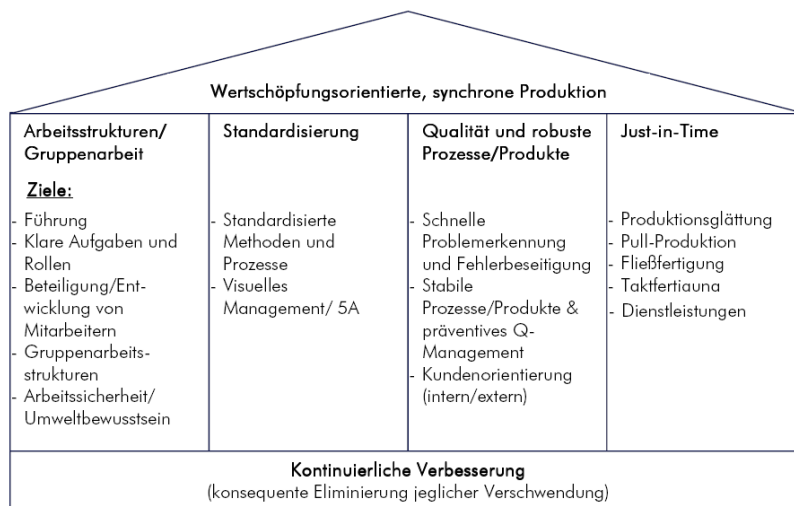 Wertschöpfungsorientierte, synchrone Produktion
Arbeitsstrukturen/
Gruppenarbeit
Ziele:
- Führung
- Klare Aufgaben und
Rollen
- Beteiligung/Ent-
wicklung von
Mitarbeitern
- Gruppenarbeits-
strukturen
- Arbeitssicherheit/
Umweltbewusstsein
Standardisierung
- Standardisierte
Methoden und
Prozesse
- Visuelles
Management/ 5A
Qualität und robuste
Prozesse/Produkte
- Schnelle
Problemerkennung
und Fehlerbeseitigung
- Stabile
Prozesse/Produkte &
präventives Q-
Management
- Kundenorientierung
(intern/extern)
Just-in-Time
- Produktionsglättung
- Pull-Produktion
- Fließfertigung
- Taktfertiauna
- Dienstleistungen
Kontinuierliche Verbesserung
(konsequente Eliminierung jeglicher Verschwendung)